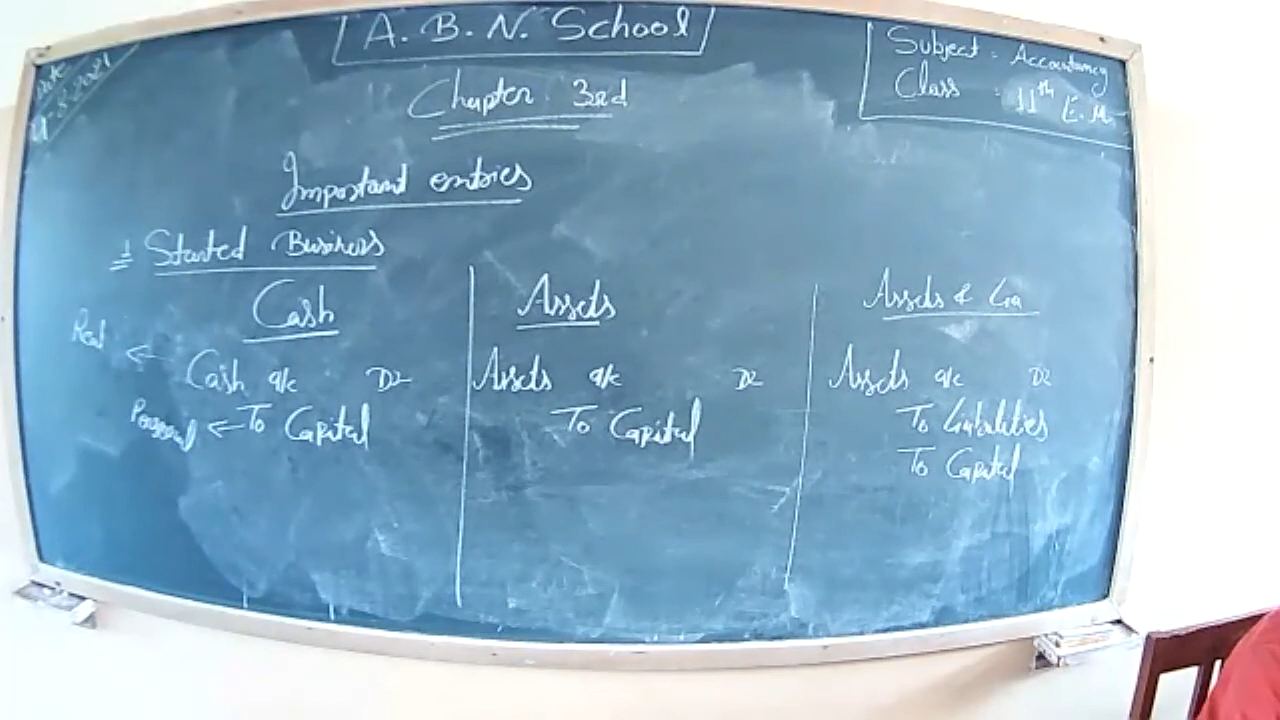 A. B. N. School
Date
Subject : Accountancy
Class : 11th E.M
Chapter 3rd
Important entries
1 Started Business
Cash
Real ← Cash a/c Dr
Personal ← To Capital
Assets
Assets a/c Dr
To Capital
Assets & Lia
Assets a/c Dr
To Liabilities
To Capital